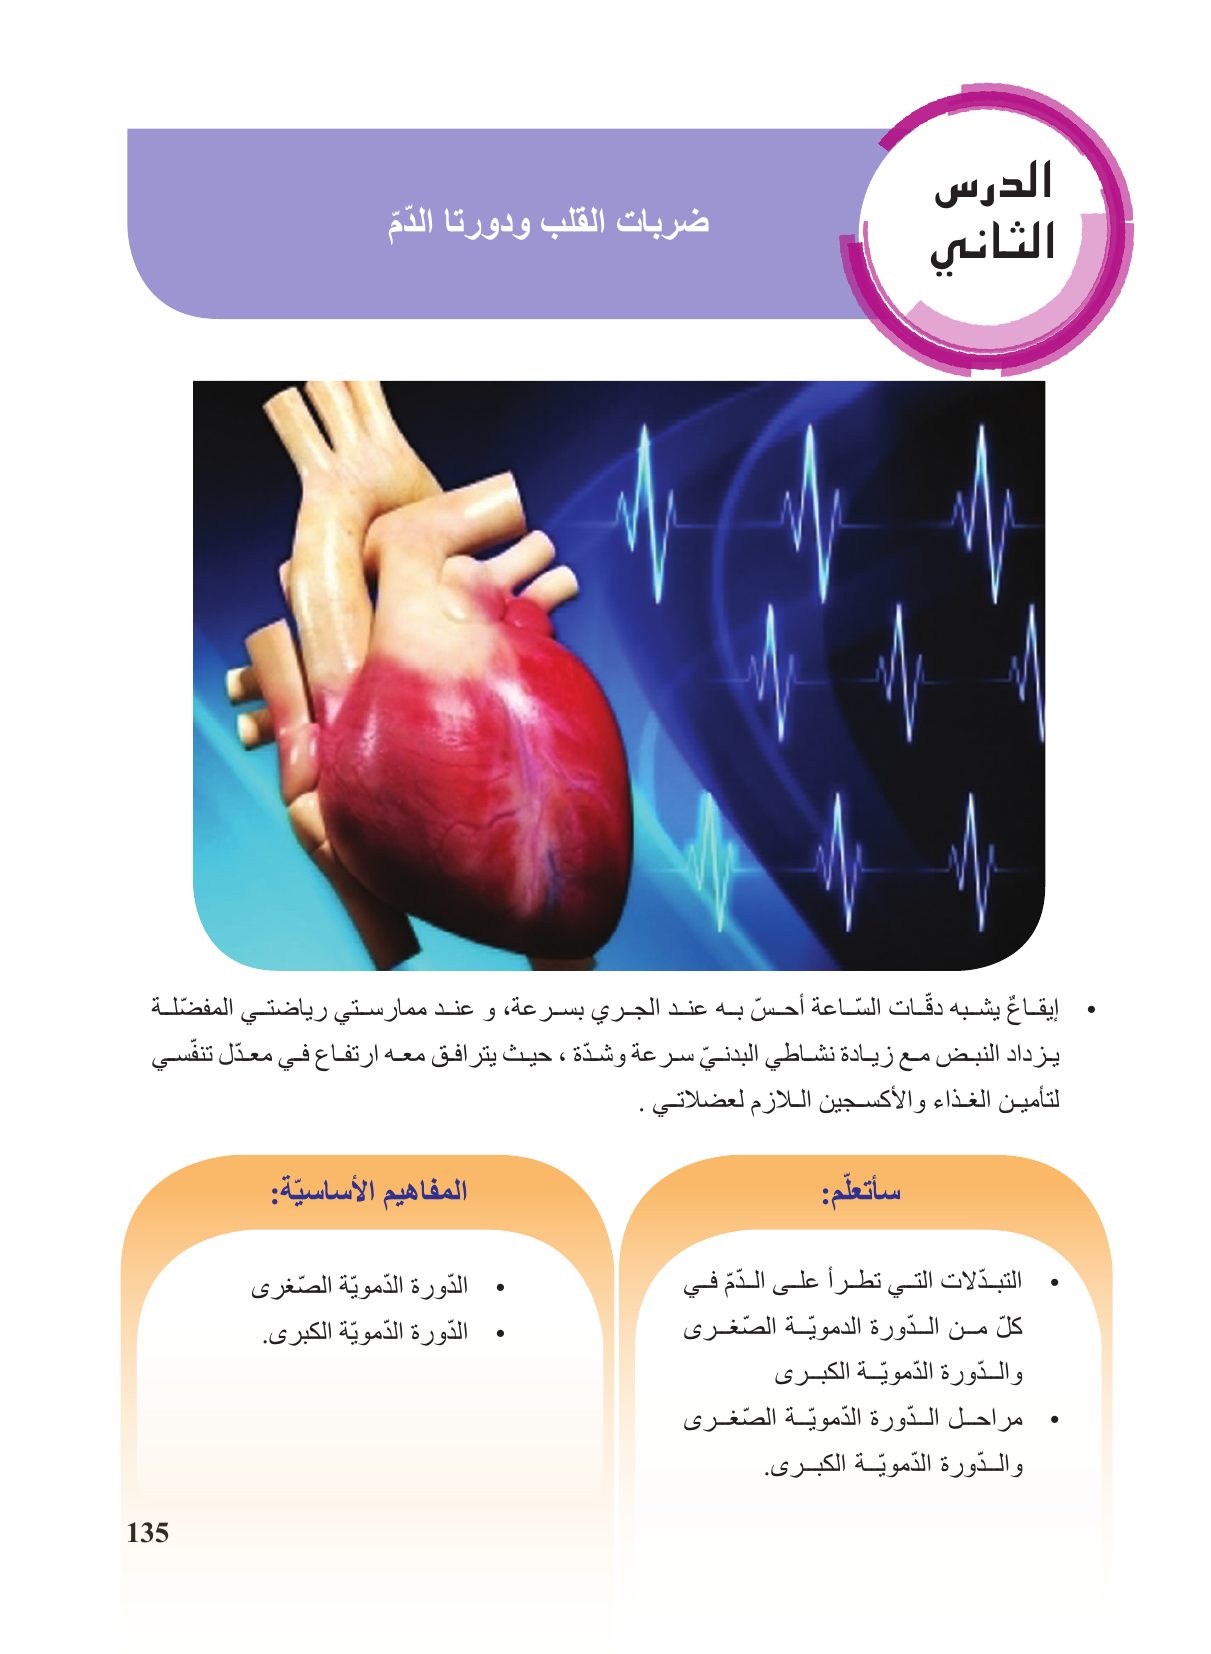 الدرس
الثاني
ضربات القلب ودورتا الدّمّ
• إيقاعٌ يشبه دقّات السّاعة أحسّ به عند الجري بسرعة، و عند ممارستي رياضتي المفضّلة
يزداد النبض مع زيادة نشاطي البدنيّ سرعة وشدّة ، حيث يترافق معه ارتفاع في معدّل تنفّسي
لتأمين الغذاء والأكسجين اللازم لعضلاتي .
سأتعلّم:
• التبدّلات التي تطرأ على الدّمّ في
كلّ من الدّورة الدمويّة الصّغرى
والدّورة الدّمويّة الكبرى
• مراحل الدّورة الدّمويّة الصّغرى
والدّورة الدّمويّة الكبرى.
المفاهيم الأساسيّة:
• الدّورة الدّمويّة الصّغرى
• الدّورة الدّمويّة الكبرى.
135